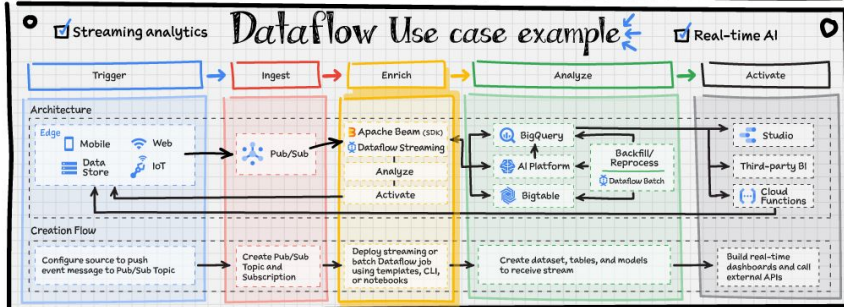 Streaming analytics
Dataflow Use case example
Real-time AI
Trigger
Ingest
Enrich
Analyze
Activate
Architecture
Edge
Mobile
Web
Data
Store
IoT
Pub/Sub
Apache Beam (SDK)
Dataflow Streaming
Analyze
Activate
BigQuery
AI Platform
Bigtable
Backfill/
Reprocess
Dataflow Batch
Studio
Third-party BI
Cloud
Functions
Creation Flow
Configure source to push
event message to Pub/Sub Topic
Create Pub/Sub
Topic and
Subscription
Deploy streaming or
batch Dataflow job
using templates, CLI,
or notebooks
Create dataset, tables, and models
to receive stream
Build real-time
dashboards and call
external APIs